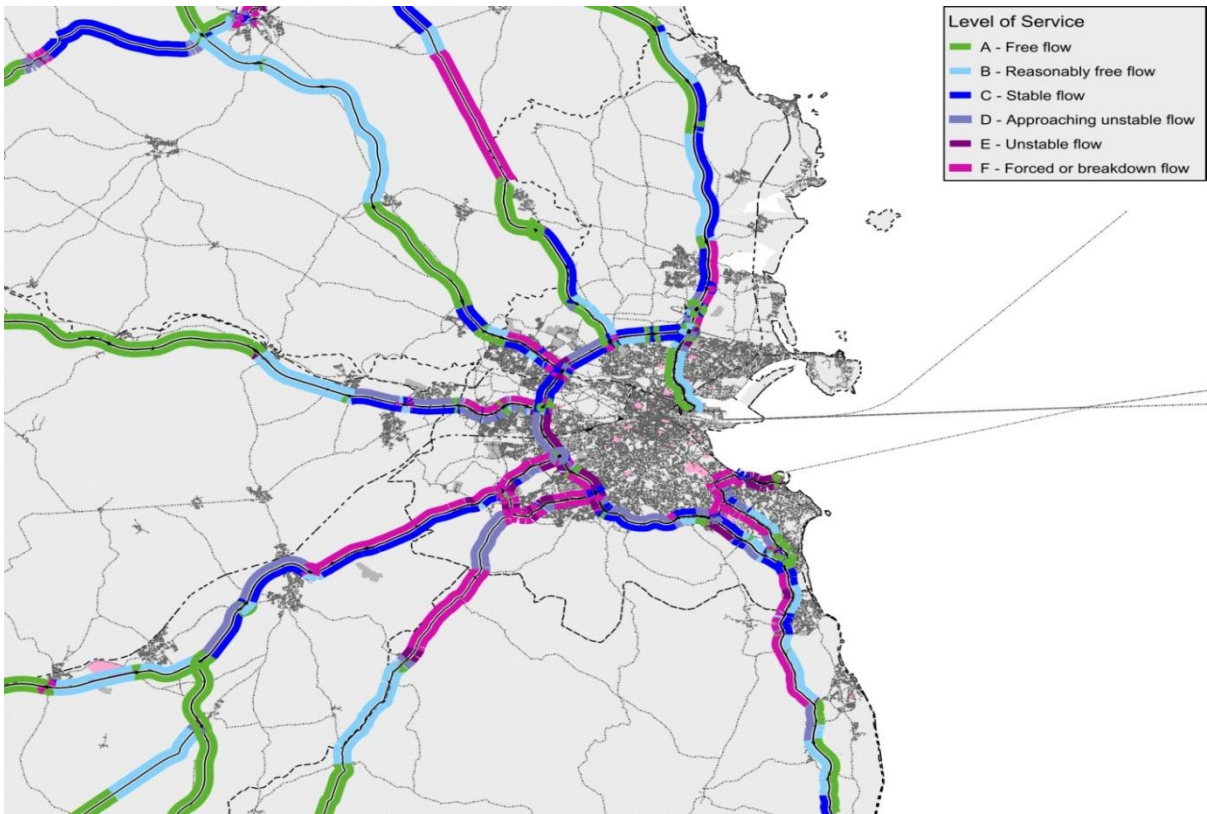 Level of Service
A - Free flow
B - Reasonably free flow
C - Stable flow
D - Approaching unstable flow
E - Unstable flow
F - Forced or breakdown flow